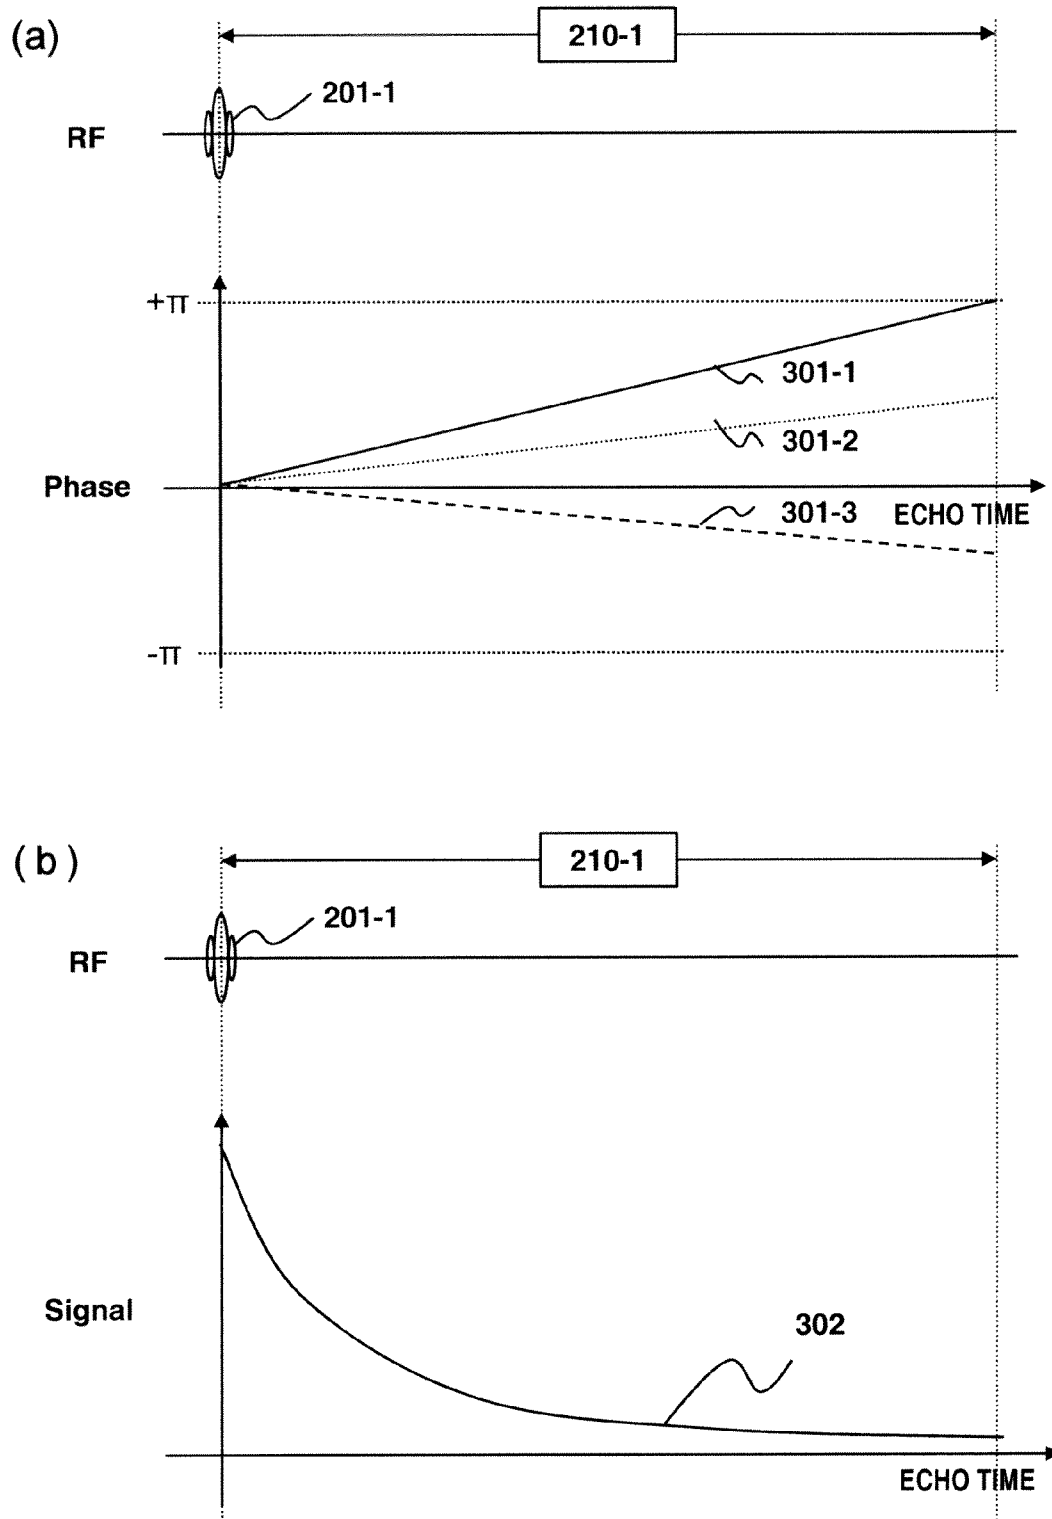 (a)
210-1
201-1
RF
+π
301-1
301-2
Phase
301-3
ECHO TIME
-π
(b)
210-1
201-1
RF
Signal
302
ECHO TIME